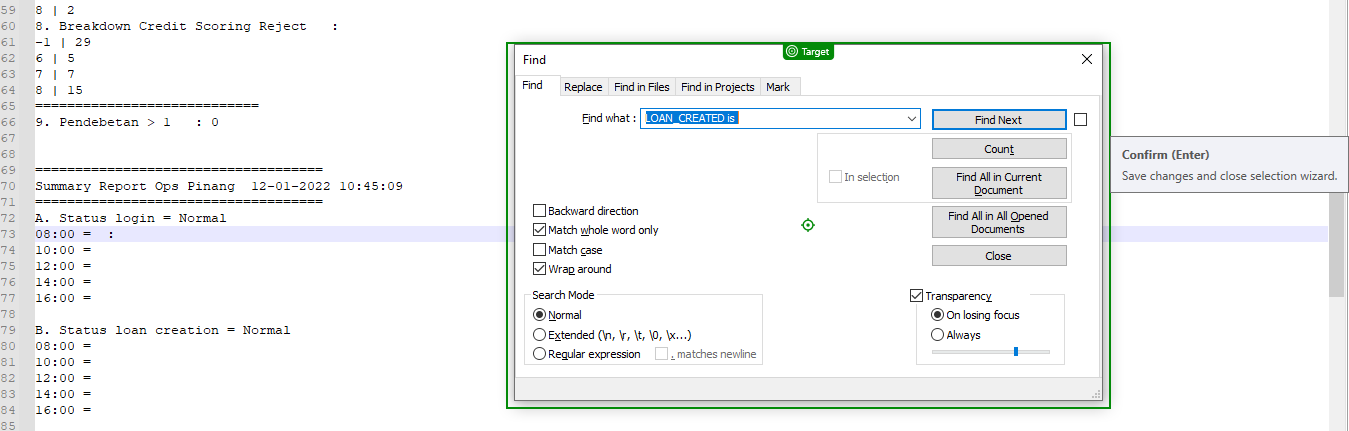 59 8 | 2
60 8. Breakdown Credit Scoring Reject   :
61 -1 | 29
62 6 | 5
63 7 | 7
64 8 | 15
65 ============================
66 9. Pendebetan > 1   : 0
67
68
69 ====================================
70 Summary Report Ops Pinang  12-01-2022 10:45:09
71 ====================================
72 A. Status login = Normal
73 08:00 =  :
74 10:00 =
75 12:00 =
76 14:00 =
77 16:00 =
78
79 B. Status loan creation = Normal
80 08:00 =
81 10:00 =
82 12:00 =
83 14:00 =
84 16:00 =
85
Target
Find
Find Replace Find in Files Find in Projects Mark
Find what : LOAN_CREATED is
Find Next
Count
In selection
Find All in Current
Document
Find All in All Opened
Documents
Close
Backward direction
Match whole word only
Match case
Wrap around
Search Mode
Normal
Extended (\n, \r, \t, \0, \x...)
Regular expression
. matches newline
Transparency
On losing focus
Always
Confirm (Enter)
Save changes and close selection wizard.